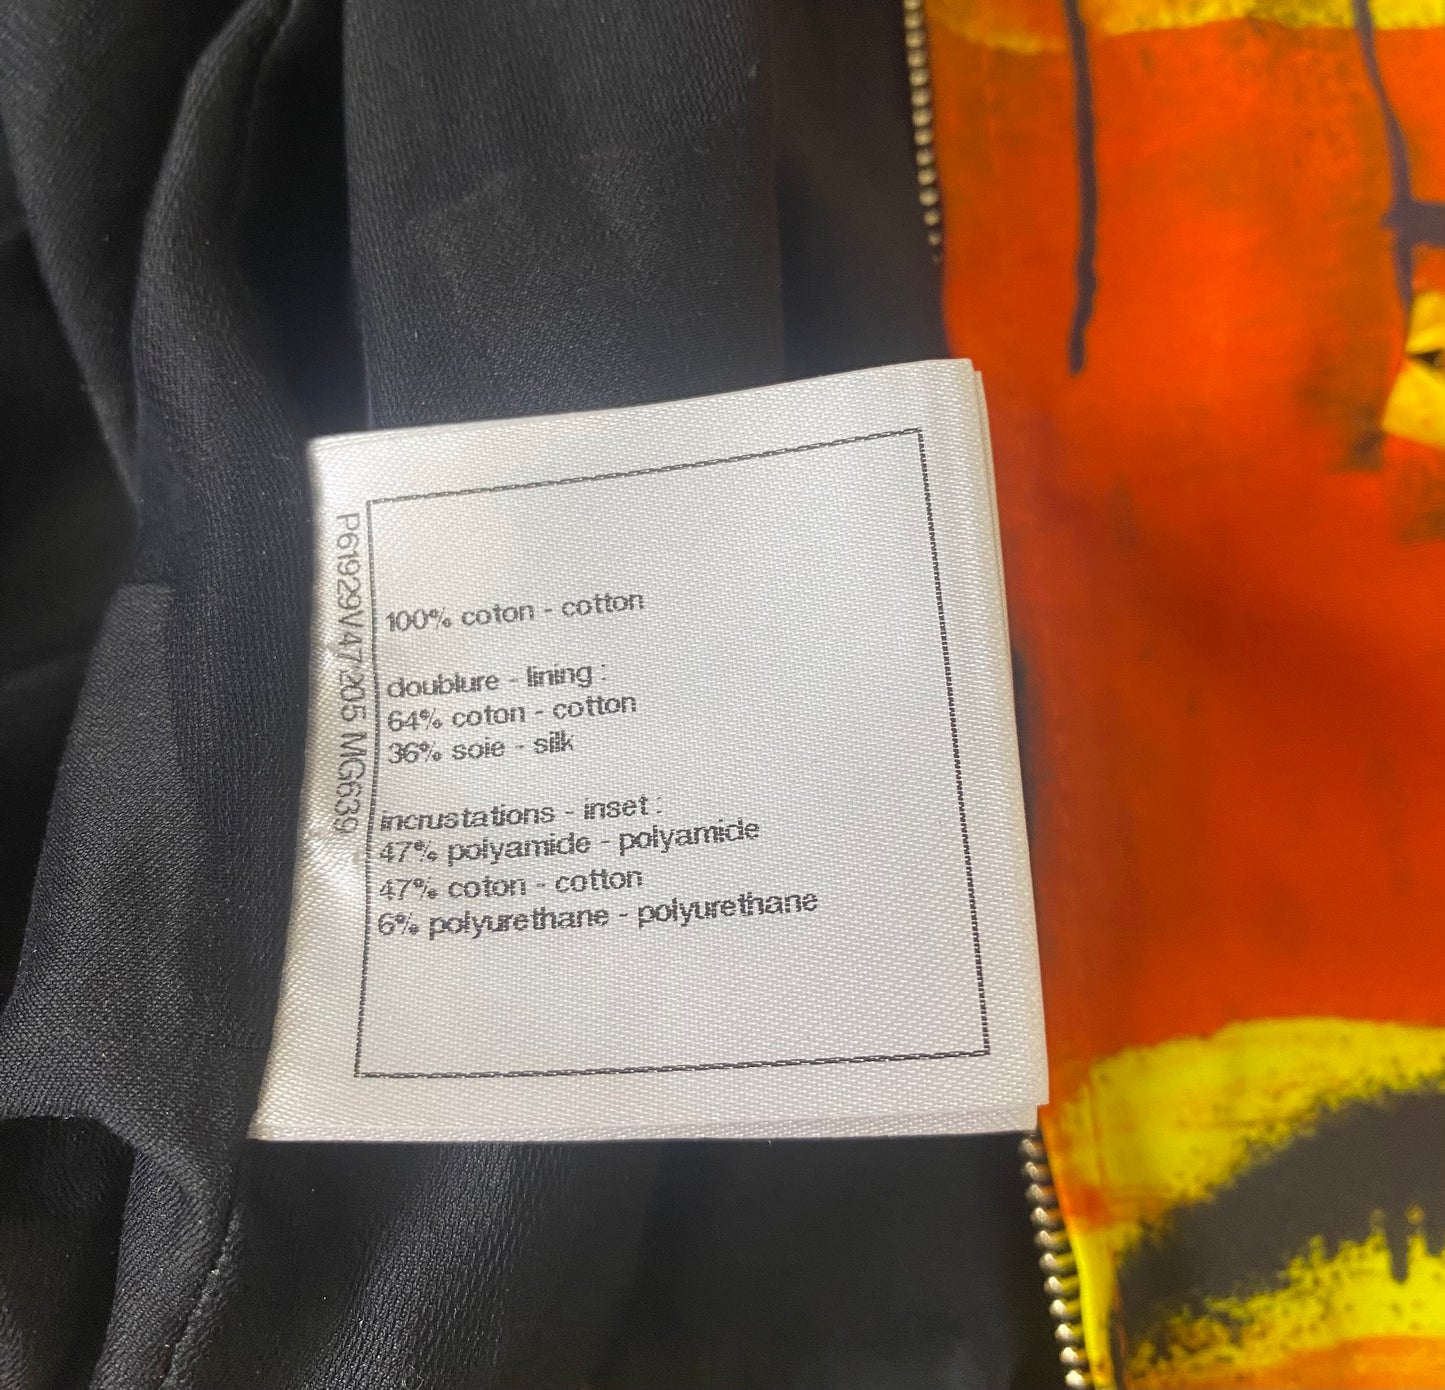 P61929V47205 MG639
100% coton - cotton
doublure - lining :
64% coton - cotton
36% soie - silk
incrustations - inset :
47% polyamide - polyamide
47% coton - cotton
6% polyurethane - polyurethane